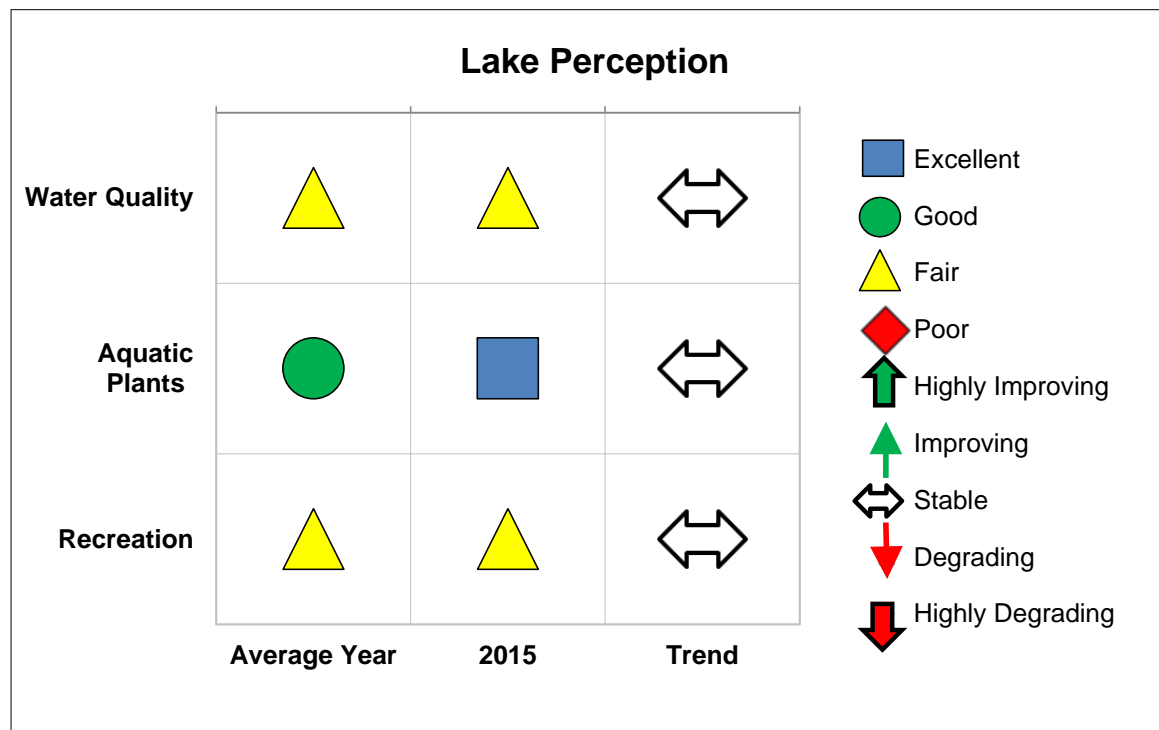 Lake Perception
Water Quality
Aquatic
Plants
Recreation
Average Year
2015
Trend
Excellent
Good
Fair
Poor
Highly Improving
Improving
Stable
Degrading
Highly Degrading